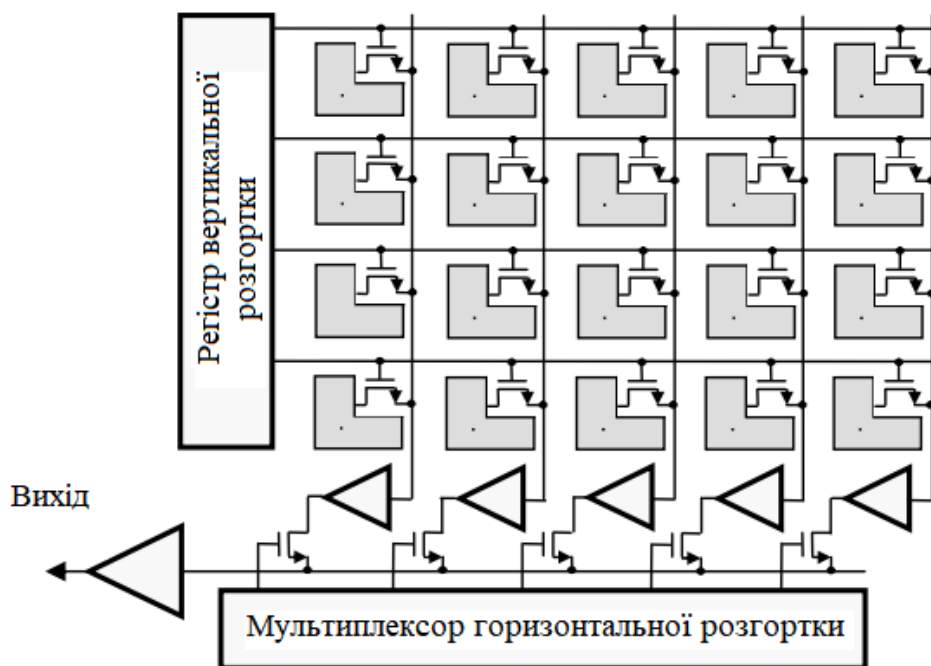 Регістр вертикальної
розгортки
Вихід
Мультиплексор горизонтальної розгортки